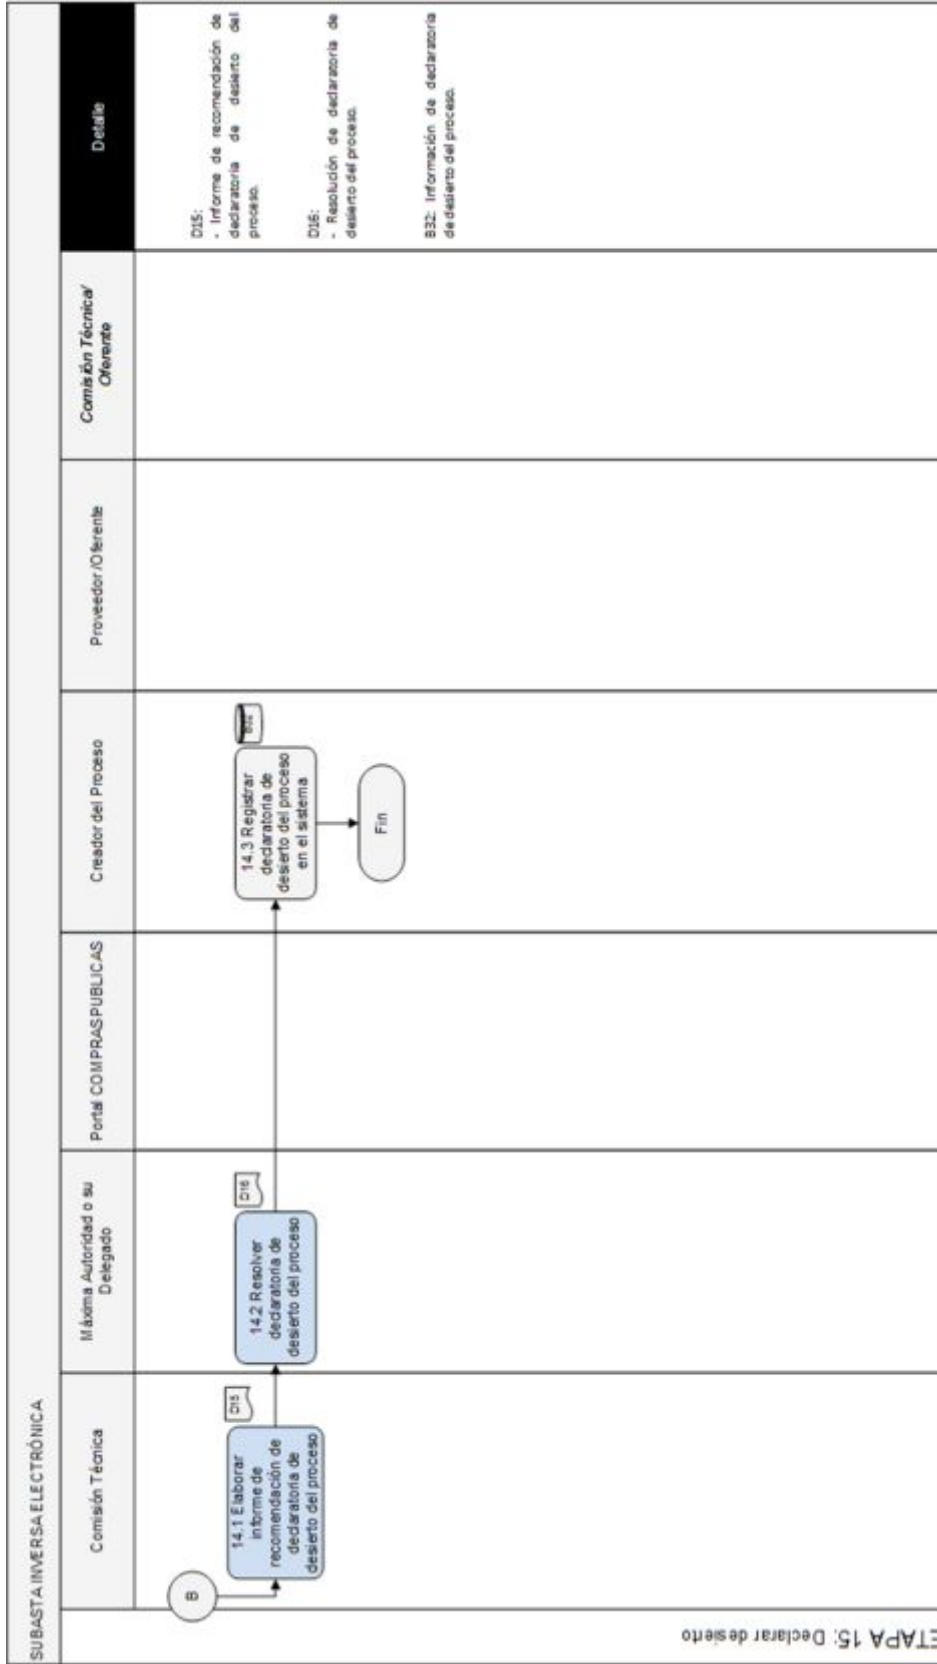 SUBASTA INVERSA ELECTRÓNICA
Comisión Técnica
Máxima Autoridad o su
Delegado
Portal COMPRASPUBLICAS
Creador del Proceso
Proveedor /Oferente
Comisión Técnica/
Oferente
Detalle
ETAPA 15: Declarar desierto
B
14.1 Elaborar
informe de
recomendación de
declaratoria de
desierto del proceso
D15
14.2 Resolver
declaratoria de
desierto del proceso
D16
14.3 Registrar
declaratoria de
desierto del proceso
en el sistema
B32
Fin
D15:
- Informe de recomendación de
declaratoria de desierto del
proceso.
D16:
- Resolución de declaratoria de
desierto del proceso.
B32: Información de declaratoria
de desierto del proceso.